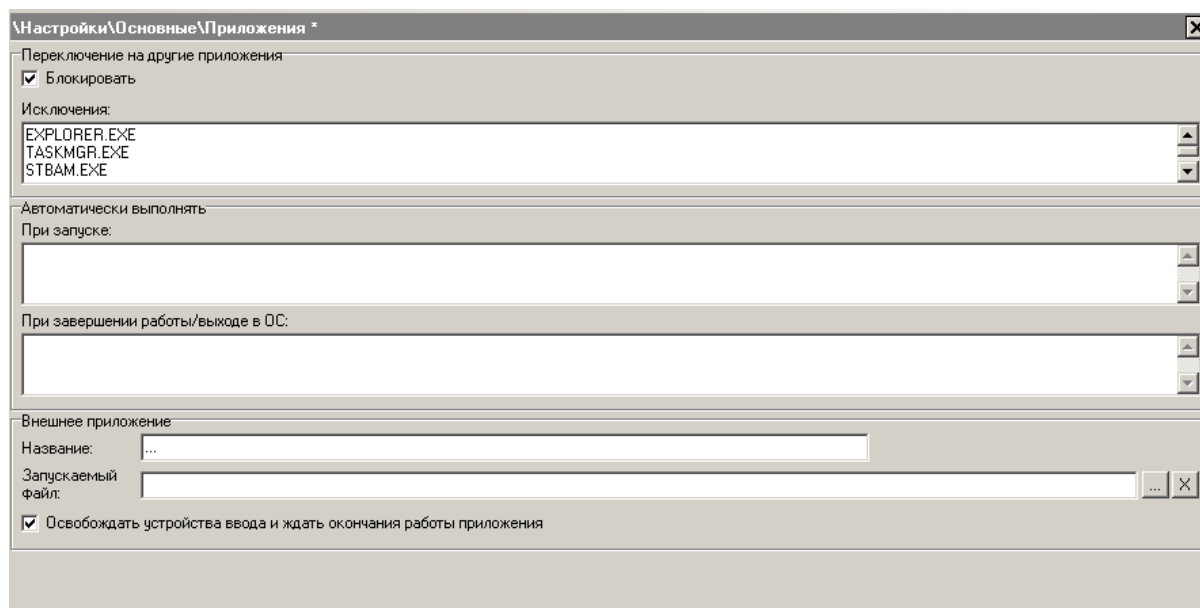 \Настройки\Основные\Приложения *
Переключение на другие приложения
Блокировать
Исключения:
EXPLORER.EXE
TASKMGR.EXE
STBAM.EXE
Автоматически выполнять
При запуске:
При завершении работы/выходе в ОС:
Внешнее приложение
Название:
...
Запускаемый
файл:
... X
Освобождать устройства ввода и ждать окончания работы приложения